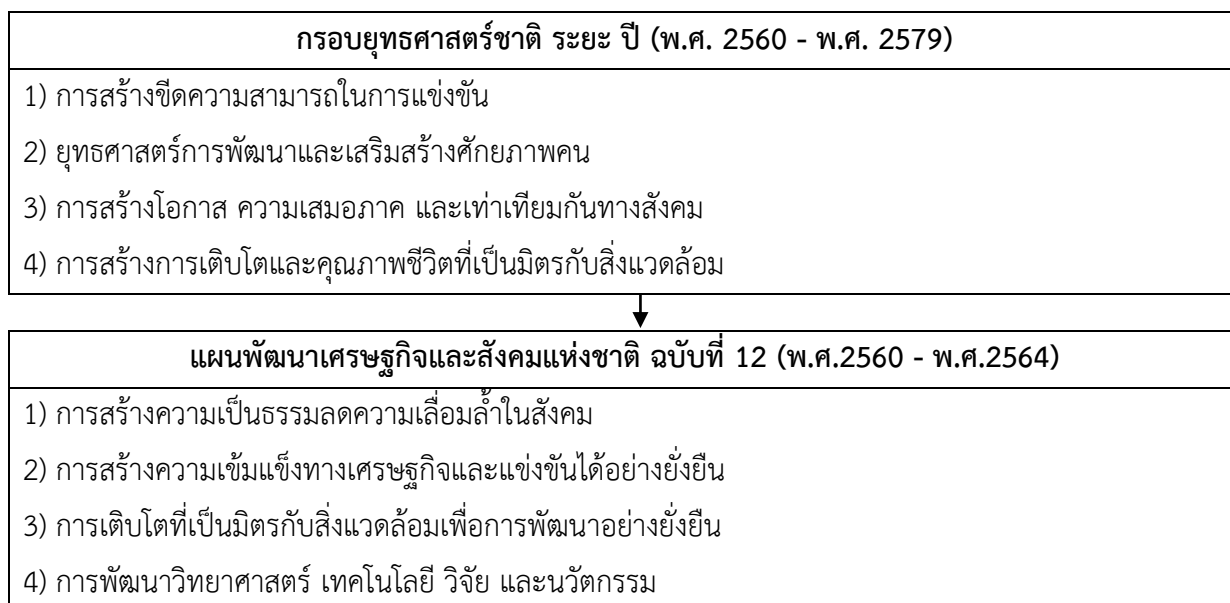 กรอบยุทธศาสตร์ชาติ ระยะ ปี (พ.ศ. 2560 - พ.ศ. 2579)
1) การสร้างขีดความสามารถในการแข่งขัน
2) ยุทธศาสตร์การพัฒนาและเสริมสร้างศักยภาพคน
3) การสร้างโอกาส ความเสมอภาค และเท่าเทียมกันทางสังคม
4) การสร้างการเติบโตและคุณภาพชีวิตที่เป็นมิตรกับสิ่งแวดล้อม
แผนพัฒนาเศรษฐกิจและสังคมแห่งชาติ ฉบับที่ 12 (พ.ศ.2560 - พ.ศ.2564)
1) การสร้างความเป็นธรรมลดความเลื่อมล้ำในสังคม
2) การสร้างความเข้มแข็งทางเศรษฐกิจและแข่งขันได้อย่างยั่งยืน
3) การเติบโตที่เป็นมิตรกับสิ่งแวดล้อมเพื่อการพัฒนาอย่างยั่งยืน
4) การพัฒนาวิทยาศาสตร์ เทคโนโลยี วิจัย และนวัตกรรม